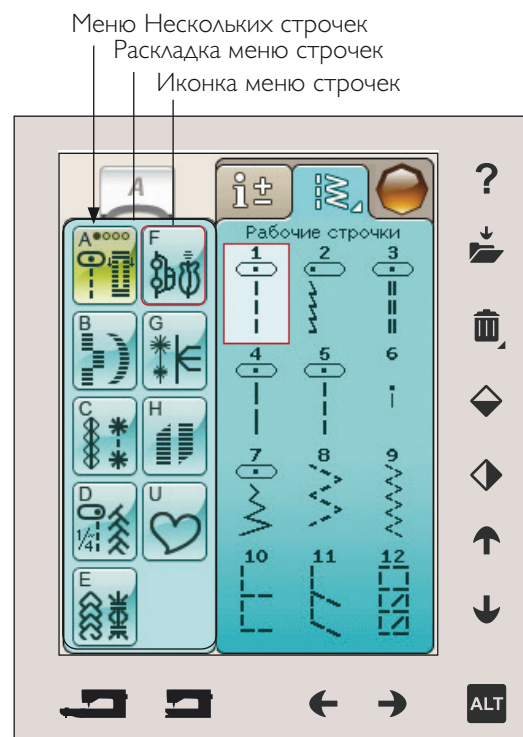 Меню Нескольких строчек
Раскладка меню строчек
Иконка меню строчек
?
A
i±
A F
Рабочие строчки
1 2 3
B G
4 5 6
C H
7 8 9
D U
1/4"
10 11 12
E
ALT